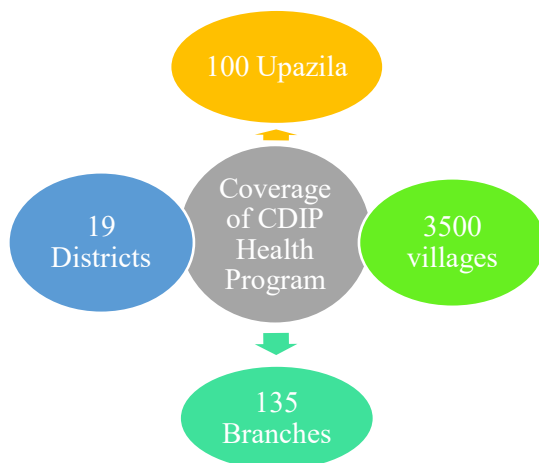 100 Upazila
Coverage
of CDIP
Health
Program
19
Districts
3500
villages
135
Branches